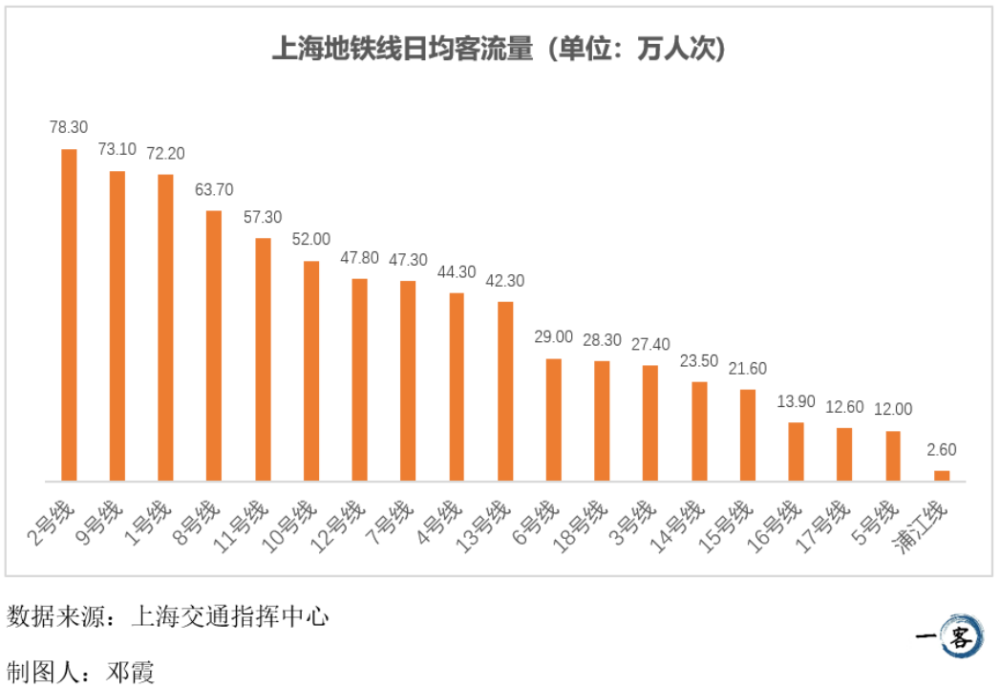 上海地铁线日均客流量（单位：万人次）
78.30
73.10
72.20
63.70
57.30
52.00
47.80
47.30
44.30
42.30
29.00
28.30
27.40
23.50
21.60
13.90
12.60
12.00
2.60
2号线
9号线
1号线
8号线
11号线
10号线
12号线
7号线
4号线
13号线
6号线
18号线
3号线
14号线
15号线
16号线
17号线
5号线
浦江线
数据来源：上海交通指挥中心
一客
制图人：邓霞